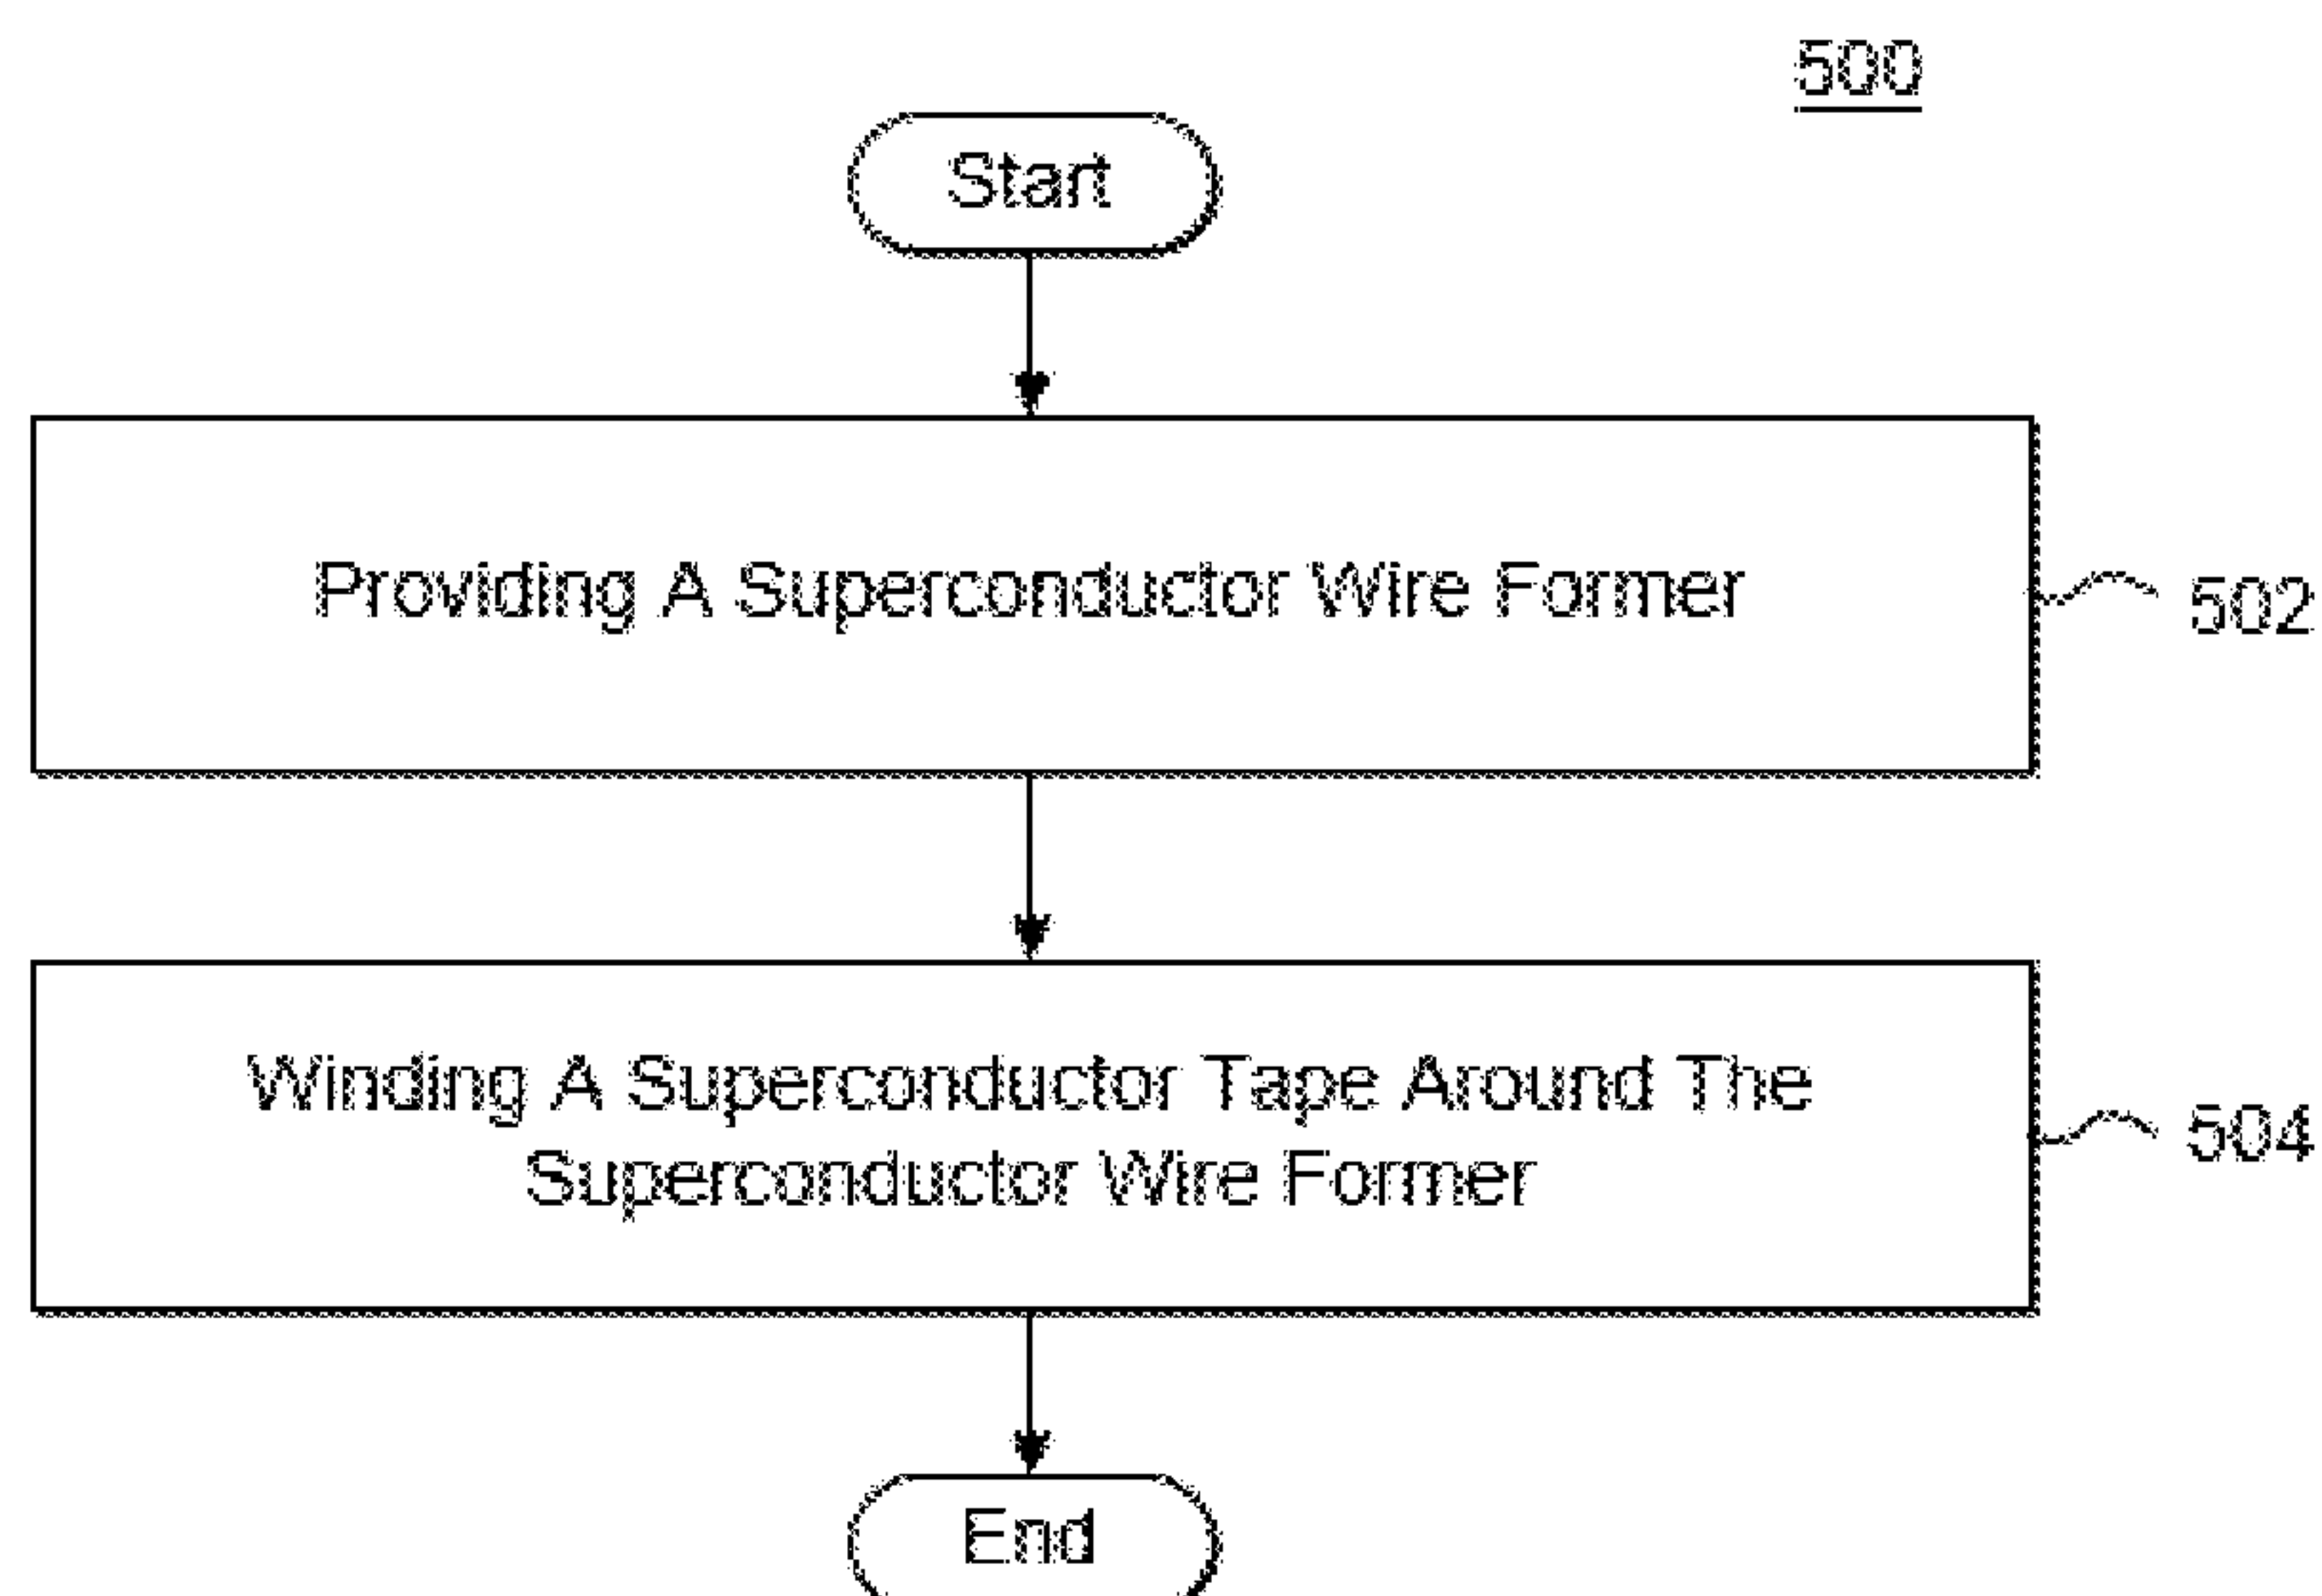 500
Start
Providing A Superconductor Wire Former
502
Winding A Superconductor Tape Around The
Superconductor Wire Former
504
End